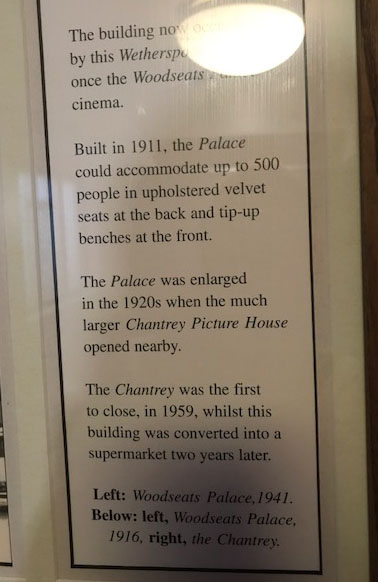 The building now
by this Wetherspo
once the Woodseats
cinema.
Built in 1911, the Palace
could accommodate up to 500
people in upholstered velvet
seats at the back and tip-up
benches at the front.
The Palace was enlarged
in the 1920s when the much
larger Chantrey Picture House
opened nearby.
The Chantrey was the first
to close, in 1959, whilst this
building was converted into a
supermarket two years later.
Left: Woodseats Palace,1941.
Below: left, Woodseats Palace,
1916, right, the Chantrey.